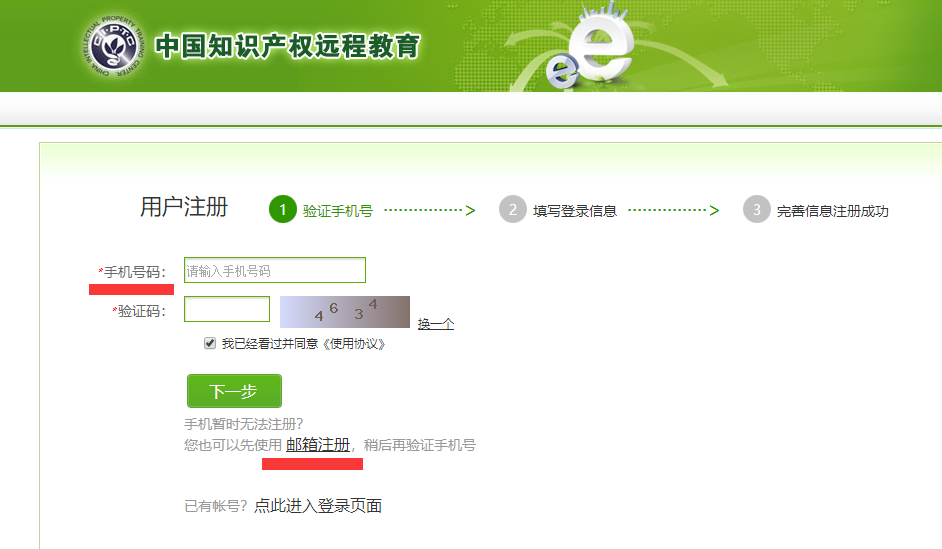 CHINA INTELLECTUAL PROPERTY TRAINING CENTER
CIPTC
中国知识产权远程教育
用户注册
1 验证手机号
2 填写登录信息
3 完善信息注册成功
*手机号码：
请输入手机号码
*验证码：
4 6 3 4
换一个
我已经看过并同意《使用协议》
下一步
手机暂时无法注册？
您也可以先使用 邮箱注册，稍后再验证手机号
已有帐号？ 点此进入登录页面